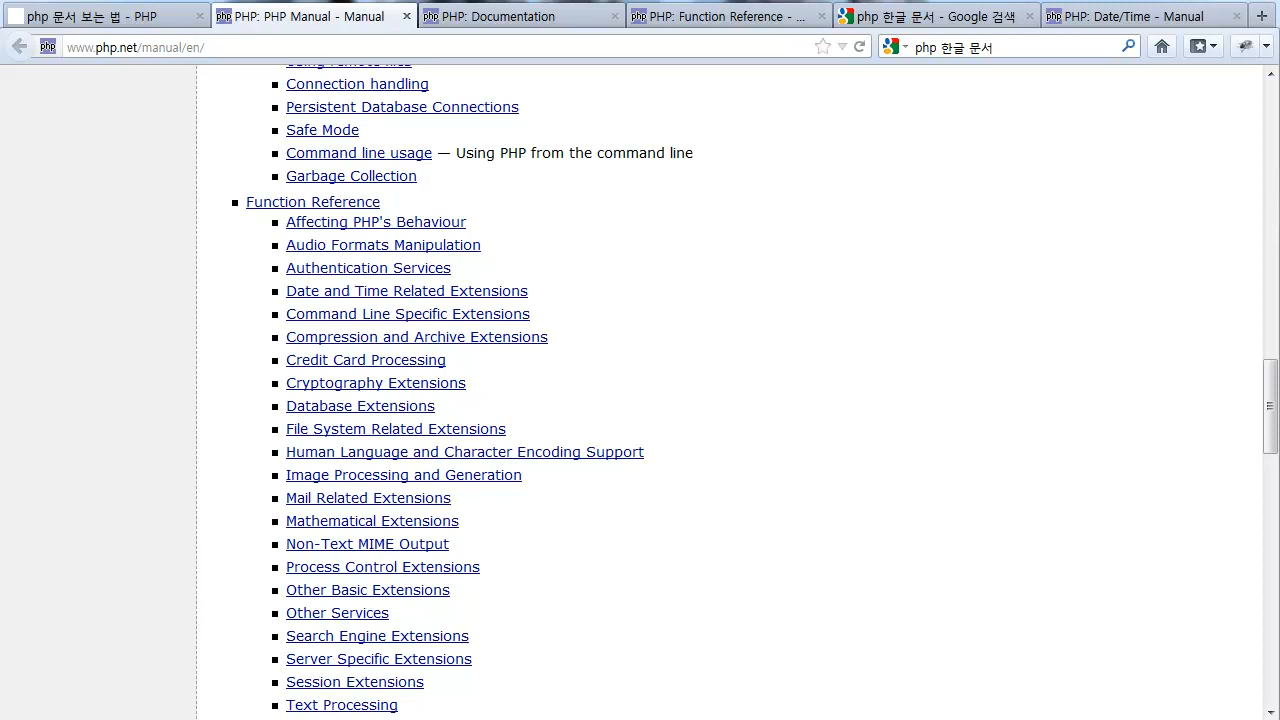 php 문서 보는 법 - PHP
PHP: PHP Manual - Manual
PHP: Documentation
PHP: Function Reference - ...
php 한글 문서 - Google 검색
PHP: Date/Time - Manual
www.php.net/manual/en/
php 한글 문서
Using remote files
Connection handling
Persistent Database Connections
Safe Mode
Command line usage — Using PHP from the command line
Garbage Collection
Function Reference
Affecting PHP's Behaviour
Audio Formats Manipulation
Authentication Services
Date and Time Related Extensions
Command Line Specific Extensions
Compression and Archive Extensions
Credit Card Processing
Cryptography Extensions
Database Extensions
File System Related Extensions
Human Language and Character Encoding Support
Image Processing and Generation
Mail Related Extensions
Mathematical Extensions
Non-Text MIME Output
Process Control Extensions
Other Basic Extensions
Other Services
Search Engine Extensions
Server Specific Extensions
Session Extensions
Text Processing